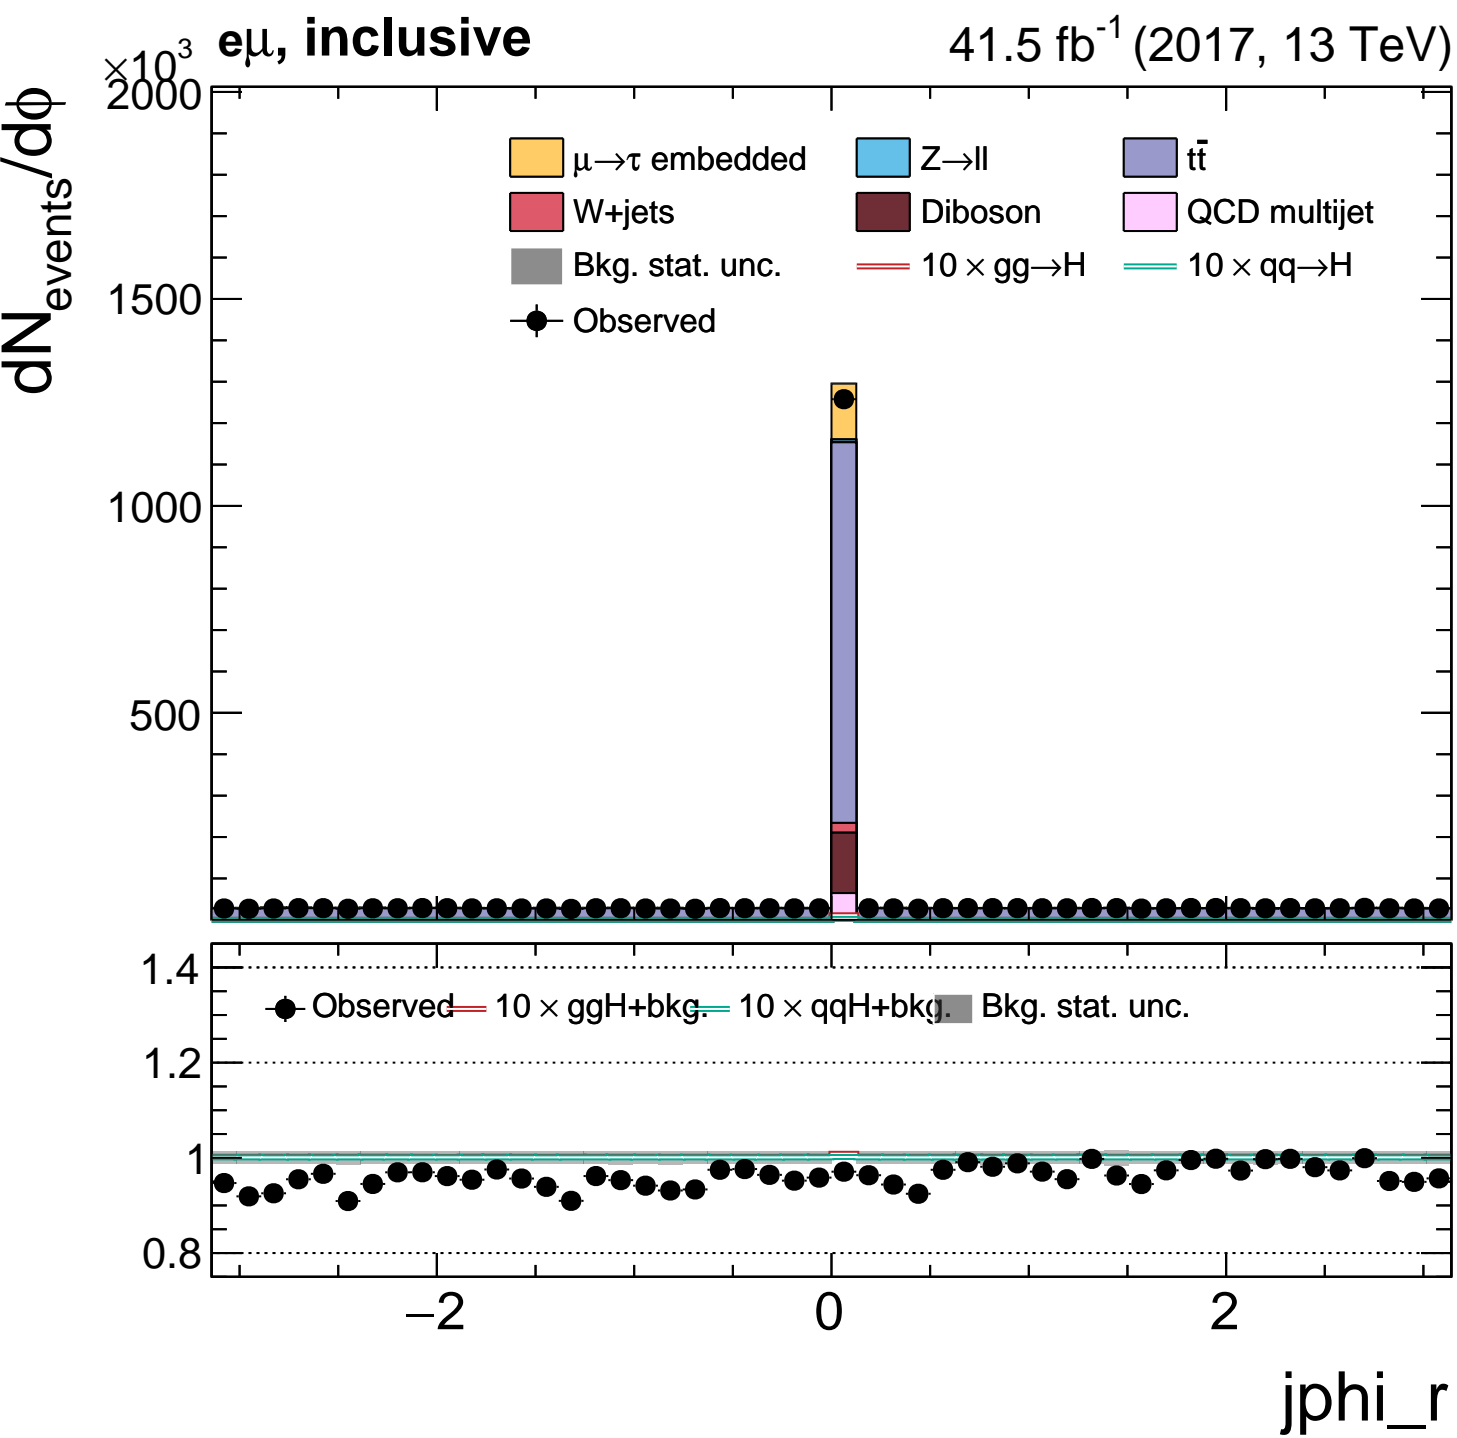 eμ, inclusive
41.5 fb⁻¹ (2017, 13 TeV)
×10³
dN_events/dϕ
2000
1500
1000
500
μ→τ embedded
Z→ll
tt̄
W+jets
Diboson
QCD multijet
Bkg. stat. unc.
10 × gg→H
10 × qq→H
Observed
1.4
1.2
1
0.8
Observed
10 × ggH+bkg.
10 × qqH+bkg.
Bkg. stat. unc.
−2
0
2
jphi_r